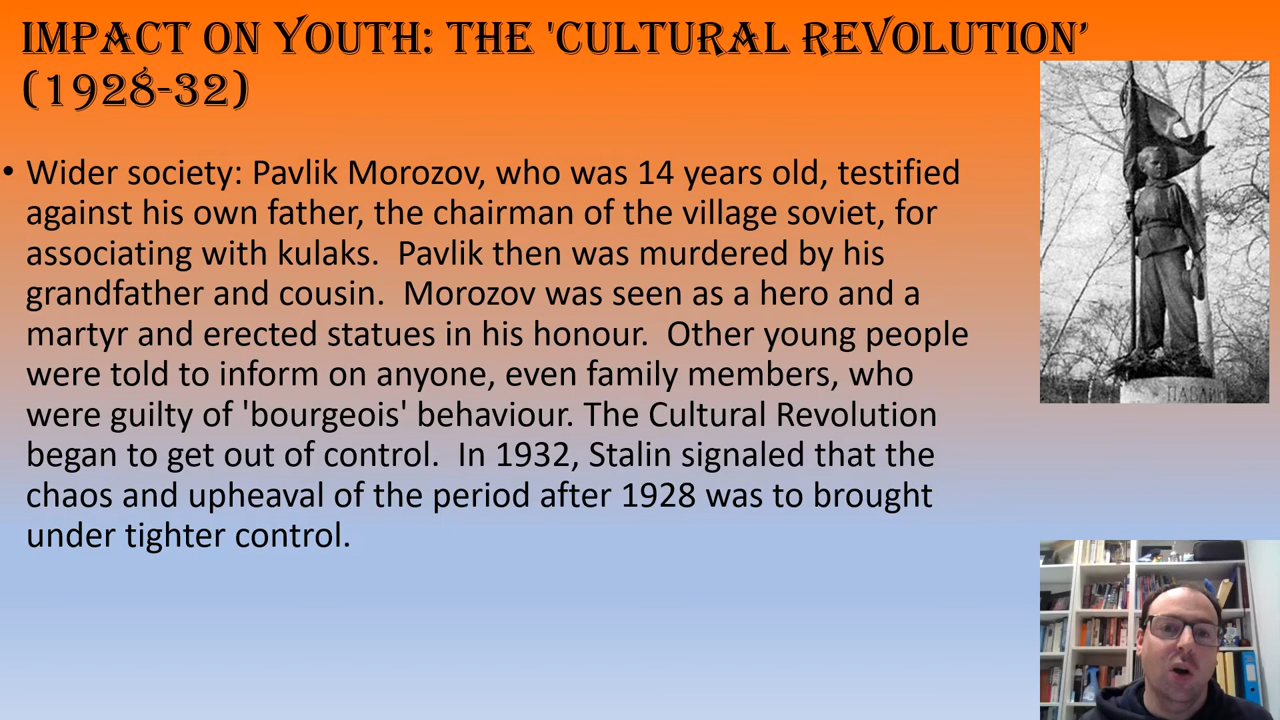 IMPACT ON YOUTH: THE 'CULTURAL REVOLUTION’
(1928-32)
• Wider society: Pavlik Morozov, who was 14 years old, testified
against his own father, the chairman of the village soviet, for
associating with kulaks.  Pavlik then was murdered by his
grandfather and cousin.  Morozov was seen as a hero and a
martyr and erected statues in his honour.  Other young people
were told to inform on anyone, even family members, who
were guilty of 'bourgeois' behaviour. The Cultural Revolution
began to get out of control.  In 1932, Stalin signaled that the
chaos and upheaval of the period after 1928 was to brought
under tighter control.